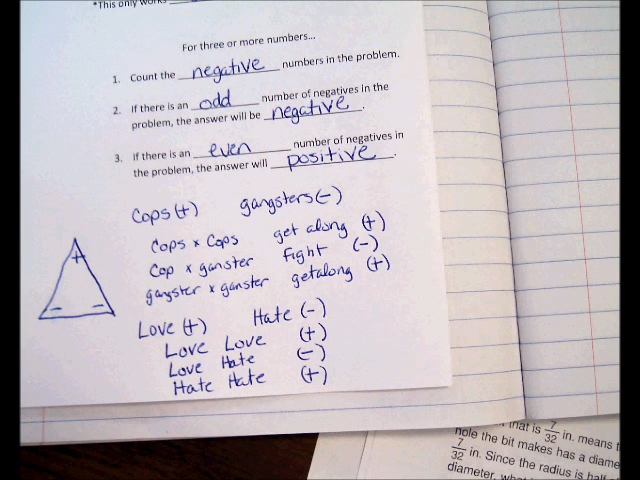 *This only works
For three or more numbers...
1. Count the negative numbers in the problem.
2. If there is an odd number of negatives in the
problem, the answer will be negative.
3. If there is an even number of negatives in
the problem, the answer will positive.
Cops (+) gangsters (-)
Cops x Cops get along (+)
Cop x ganster fight (-)
gangster x ganster getalong (+)
+
- -
Love (+) Hate (-)
Love Love (+)
Love Hate (-)
Hate Hate (+)
that is 7/32 in. means t
hole the bit makes has a diame
7/32 in. Since the radius is half
diameter,